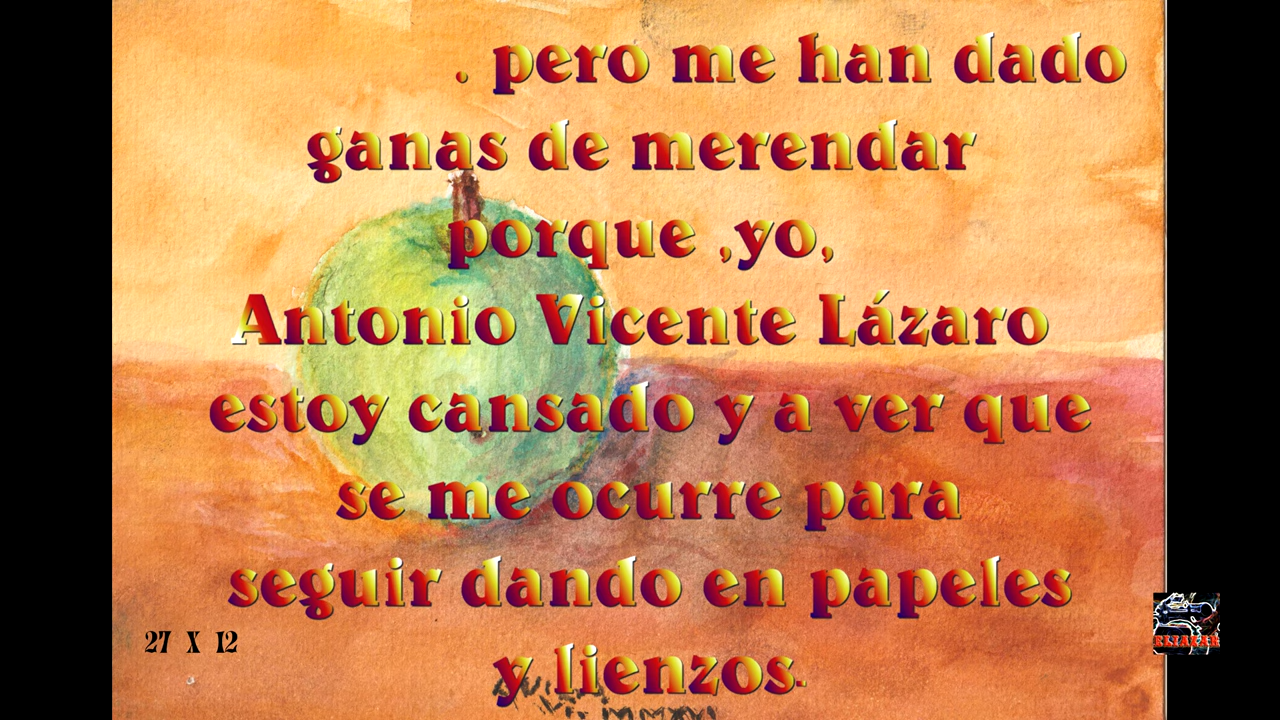 . pero me han dado
ganas de merendar
porque ,yo,
Antonio Vicente Lázaro
estoy cansado y a ver que
se me ocurre para
seguir dando en papeles
y lienzos.
27 X 12
ELIAZAR